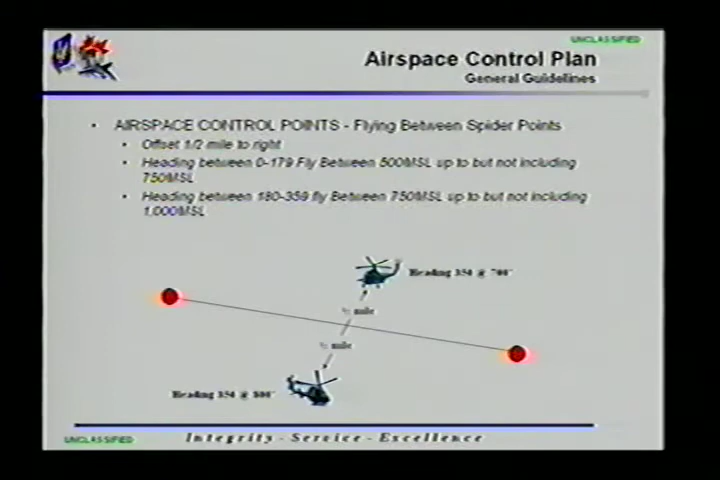 UNCLASSIFIED
Airspace Control Plan
General Guidelines
• AIRSPACE CONTROL POINTS - Flying Between Spider Points
• Offset 1/2 mile to right
• Heading between 0-179 Fly Between 500MSL up to but not including
750MSL
• Heading between 180-359 fly Between 750MSL up to but not including
1,000MSL
Heading 350 @ 700'
½ mile
½ mile
Heading 350 @ 800'
Integrity - Service - Excellence
UNCLASSIFIED